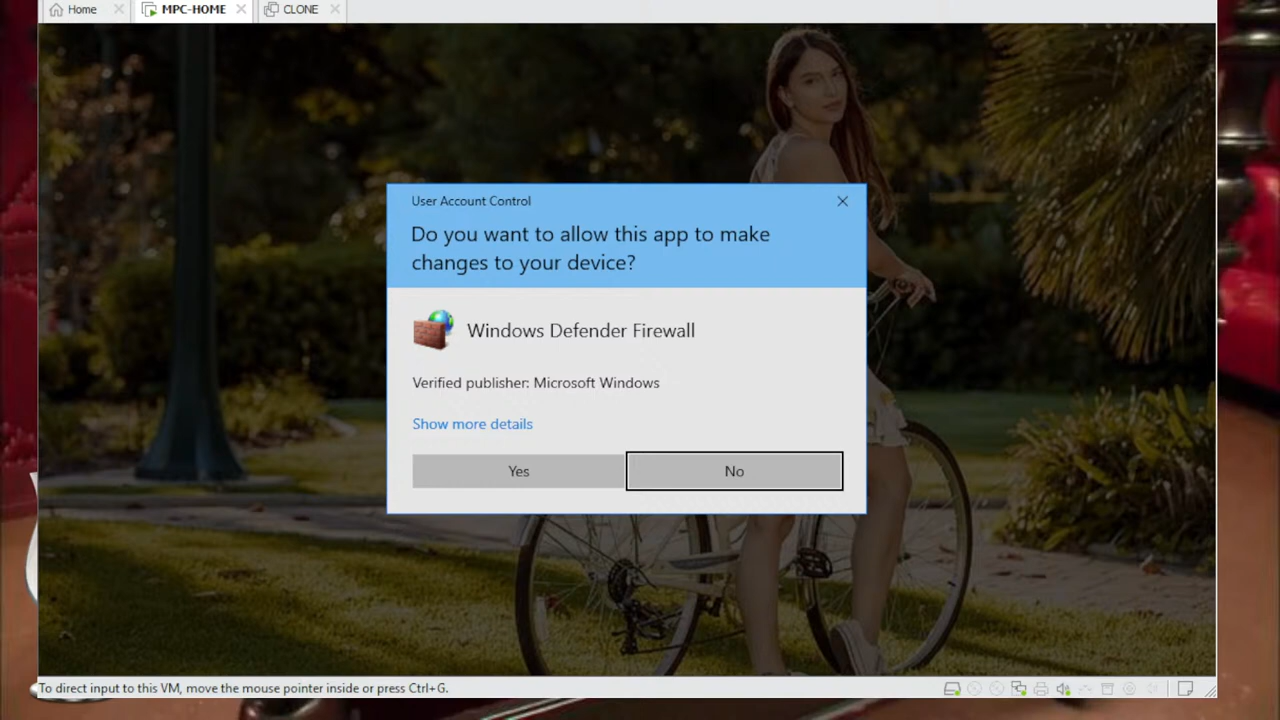 Home
MPC-HOME
CLONE
User Account Control
Do you want to allow this app to make
changes to your device?
Windows Defender Firewall
Verified publisher: Microsoft Windows
Show more details
Yes
No
To direct input to this VM, move the mouse pointer inside or press Ctrl+G.